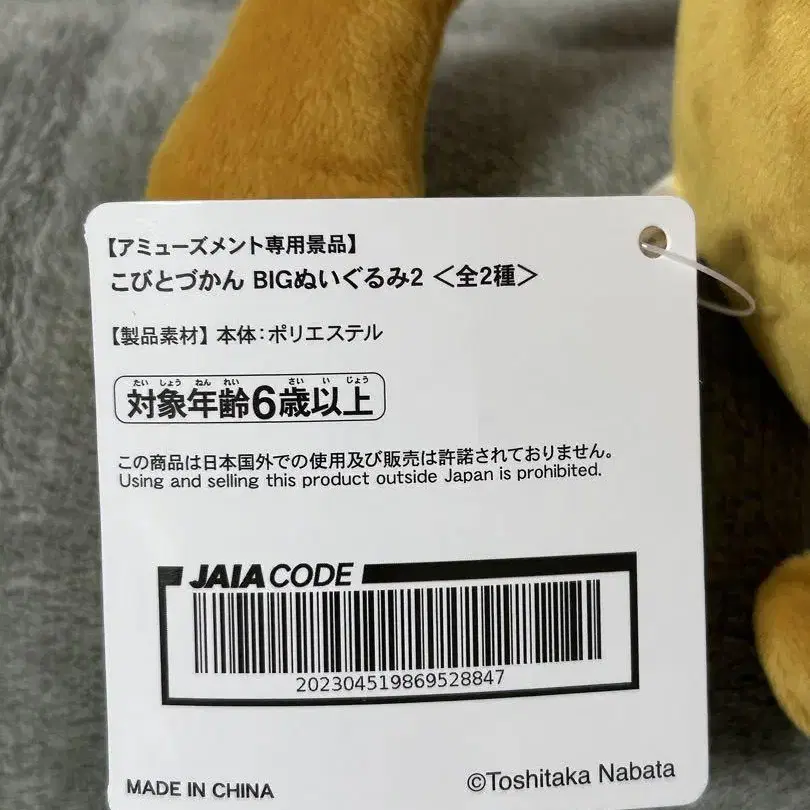 【アミューズメント専用景品】
こびとづかん BIGぬいぐるみ2 <全2種>
【製品素材】本体:ポリエステル
たい しょう ねん れい さい い じょう
対象年齢6歳以上
この商品は日本国外での使用及び販売は許諾されておりません。
Using and selling this product outside Japan is prohibited.
JAIA CODE
202304519869528847
MADE IN CHINA
©Toshitaka Nabata